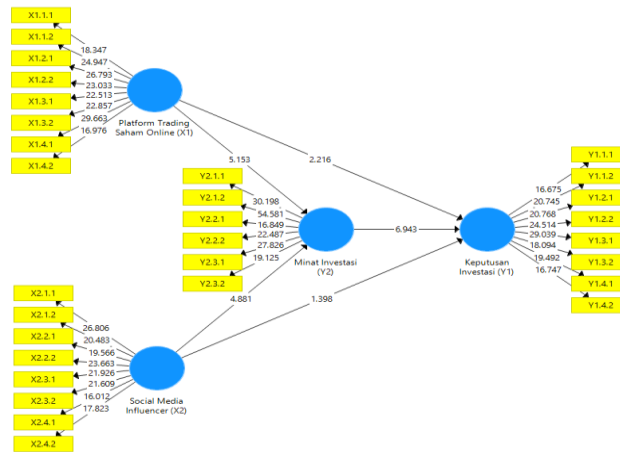 X1.1.1
X1.1.2
X1.2.1
X1.2.2
X1.3.1
X1.3.2
X1.4.1
X1.4.2
18.347
24.947
26.793
23.033
22.513
22.857
29.663
16.976
Platform Trading
Saham Online (X1)
5.153
2.216
Y2.1.1
Y2.1.2
Y2.2.1
Y2.2.2
Y2.3.1
Y2.3.2
30.198
54.581
16.849
22.487
27.826
19.125
Minat Investasi
(Y2)
6.943
Keputusan
Investasi (Y1)
16.675
20.745
20.768
24.514
29.039
18.094
19.492
16.747
Y1.1.1
Y1.1.2
Y1.2.1
Y1.2.2
Y1.3.1
Y1.3.2
Y1.4.1
Y1.4.2
4.881
1.398
X2.1.1
X2.1.2
X2.2.1
X2.2.2
X2.3.1
X2.3.2
X2.4.1
X2.4.2
26.806
20.483
19.566
23.663
21.926
21.609
16.012
17.823
Social Media
Influencer (X2)